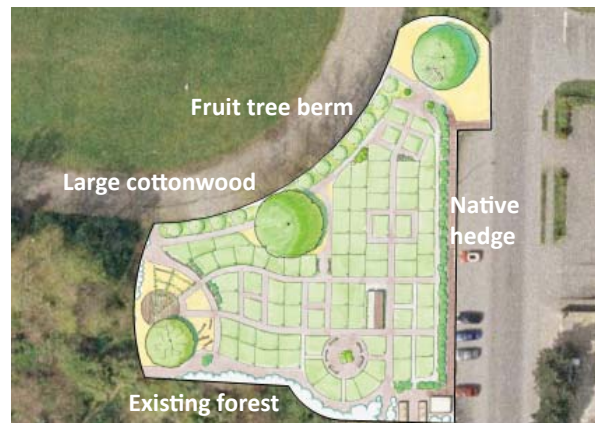 Fruit tree berm
Large cottonwood
Native
hedge
Existing forest